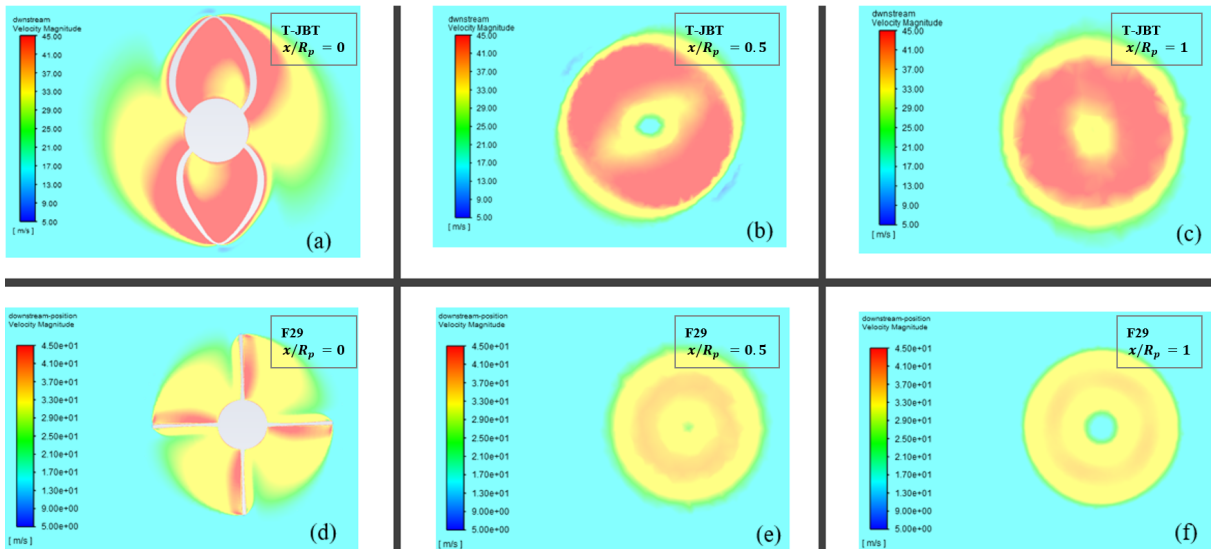 dwnstream
Velocity Magnitude
45.00
41.00
37.00
33.00
29.00
25.00
21.00
17.00
13.00
9.00
5.00
[ m/s ]
T-JBT
x/Rp = 0
(a)
dwnstream
Velocity Magnitude
45.00
41.00
37.00
33.00
29.00
25.00
21.00
17.00
13.00
9.00
5.00
[ m/s ]
T-JBT
x/Rp = 0.5
(b)
dwnstream
Velocity Magnitude
45.00
41.00
37.00
33.00
29.00
25.00
21.00
17.00
13.00
9.00
5.00
[ m/s ]
T-JBT
x/Rp = 1
(c)
downstream-position
Velocity Magnitude
4.50e+01
4.10e+01
3.70e+01
3.30e+01
2.90e+01
2.50e+01
2.10e+01
1.70e+01
1.30e+01
9.00e+00
5.00e+00
[ m/s ]
F29
x/Rp = 0
(d)
downstream-position
Velocity Magnitude
4.50e+01
4.10e+01
3.70e+01
3.30e+01
2.90e+01
2.50e+01
2.10e+01
1.70e+01
1.30e+01
9.00e+00
5.00e+00
[ m/s ]
F29
x/Rp = 0.5
(e)
downstream-position
Velocity Magnitude
4.50e+01
4.10e+01
3.70e+01
3.30e+01
2.90e+01
2.50e+01
2.10e+01
1.70e+01
1.30e+01
9.00e+00
5.00e+00
[ m/s ]
F29
x/Rp = 1
(f)